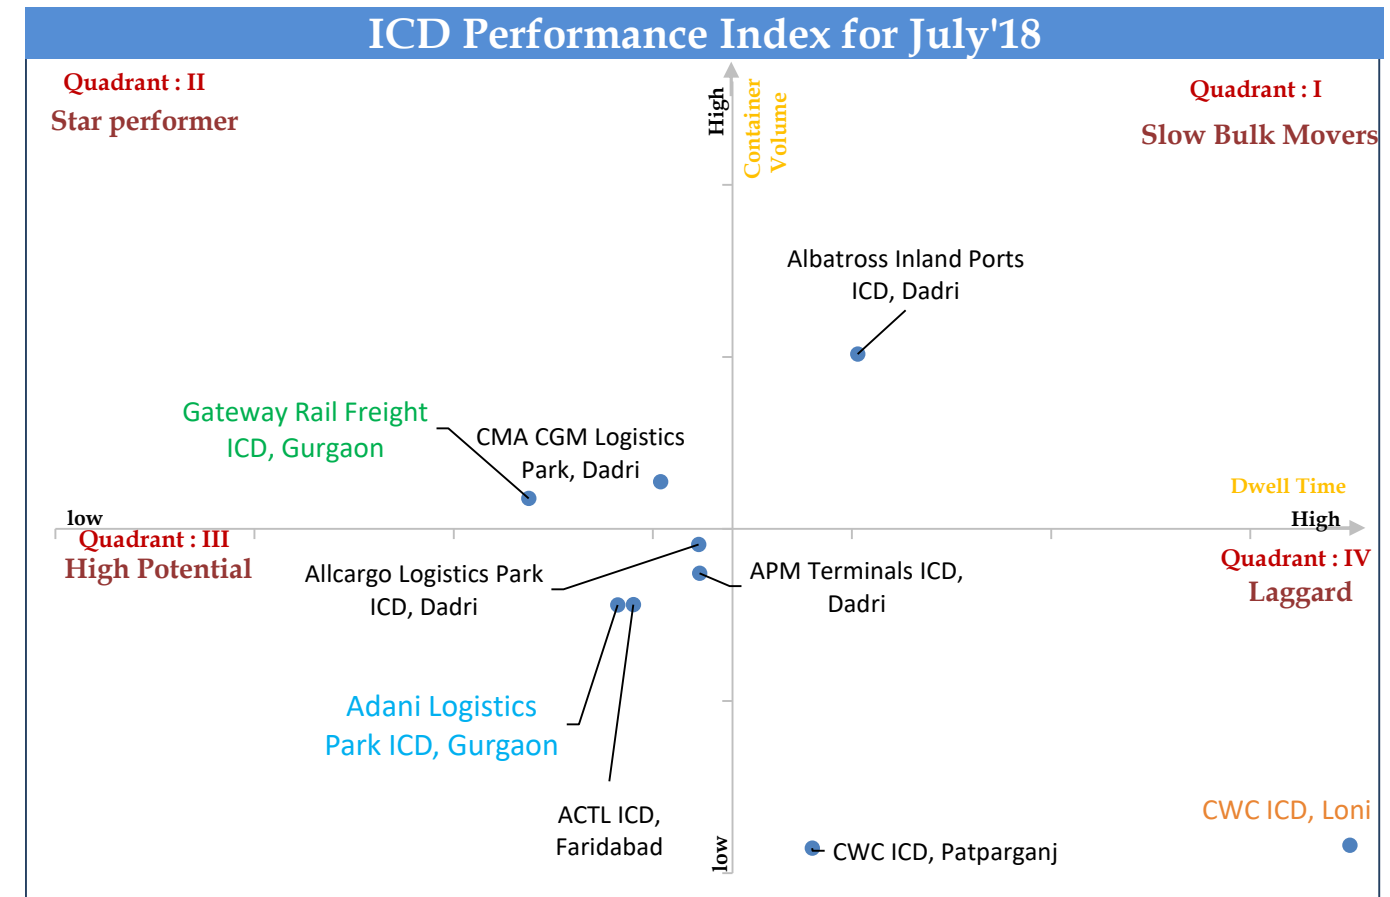 ICD Performance Index for July'18
Quadrant : II
Star performer
High
Container
Volume
Quadrant : I
Slow Bulk Movers
Albatross Inland Ports
ICD, Dadri
Gateway Rail Freight
ICD, Gurgaon
CMA CGM Logistics
Park, Dadri
Dwell Time
low
High
Quadrant : III
High Potential
Quadrant : IV
Laggard
Allcargo Logistics Park
ICD, Dadri
APM Terminals ICD,
Dadri
Adani Logistics
Park ICD, Gurgaon
ACTL ICD,
Faridabad
low
CWC ICD, Patparganj
CWC ICD, Loni